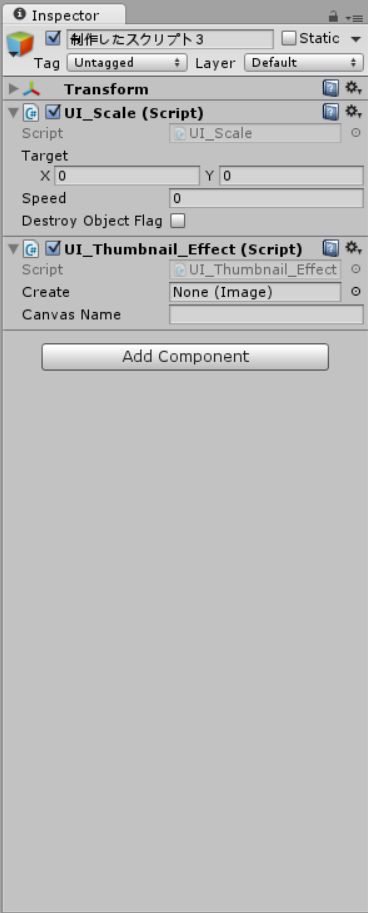 Inspector
制作したスクリプト3 Static
Tag Untagged Layer Default
Transform
UI_Scale (Script)
Script UI_Scale
Target
X 0 Y 0
Speed 0
Destroy Object Flag
UI_Thumbnail_Effect (Script)
Script UI_Thumbnail_Effect
Create None (Image)
Canvas Name
Add Component